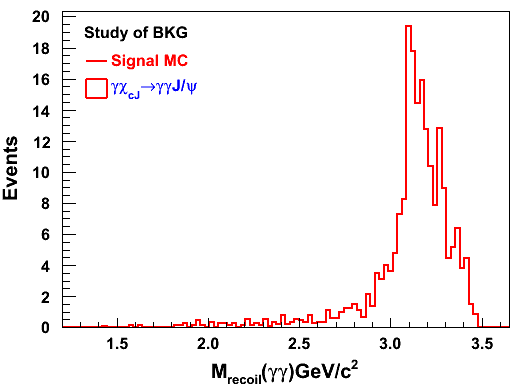 Study of BKG
Signal MC
γχcJ→γγJ/ψ
Events
20
18
16
14
12
10
8
6
4
2
0
1.5 2.0 2.5 3.0 3.5
Mrecoil(γγ)GeV/c²